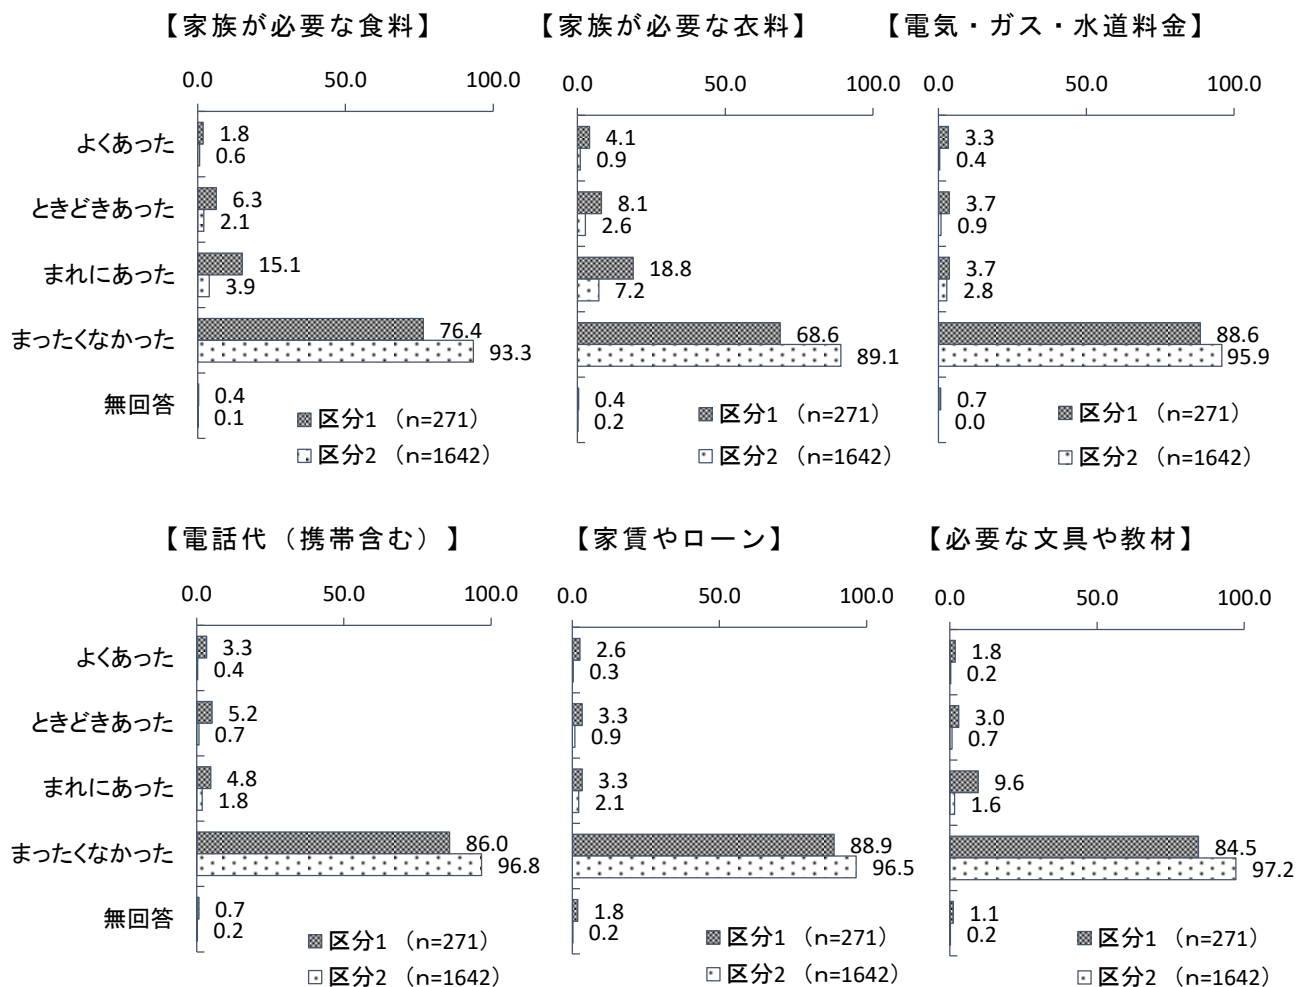 【家族が必要な食料】
0.0 50.0 100.0
よくあった 1.8
0.6
ときどきあった 6.3
2.1
まれにあった 15.1
3.9
まったくなかった 76.4
93.3
無回答 0.4
0.1
区分1 （n=271）
区分2 （n=1642）
【家族が必要な衣料】
0.0 50.0 100.0
4.1
0.9
8.1
2.6
18.8
7.2
68.6
89.1
0.4
0.2
区分1 （n=271）
区分2 （n=1642）
【電気・ガス・水道料金】
0.0 50.0 100.0
3.3
0.4
3.7
0.9
3.7
2.8
88.6
95.9
0.7
0.0
区分1 （n=271）
区分2 （n=1642）
【電話代（携帯含む）】
0.0 50.0 100.0
よくあった 3.3
0.4
ときどきあった 5.2
0.7
まれにあった 4.8
1.8
まったくなかった 86.0
96.8
無回答 0.7
0.2
区分1 （n=271）
区分2 （n=1642）
【家賃やローン】
0.0 50.0 100.0
2.6
0.3
3.3
0.9
3.3
2.1
88.9
96.5
1.8
0.2
区分1 （n=271）
区分2 （n=1642）
【必要な文具や教材】
0.0 50.0 100.0
1.8
0.2
3.0
0.7
9.6
1.6
84.5
97.2
1.1
0.2
区分1 （n=271）
区分2 （n=1642）